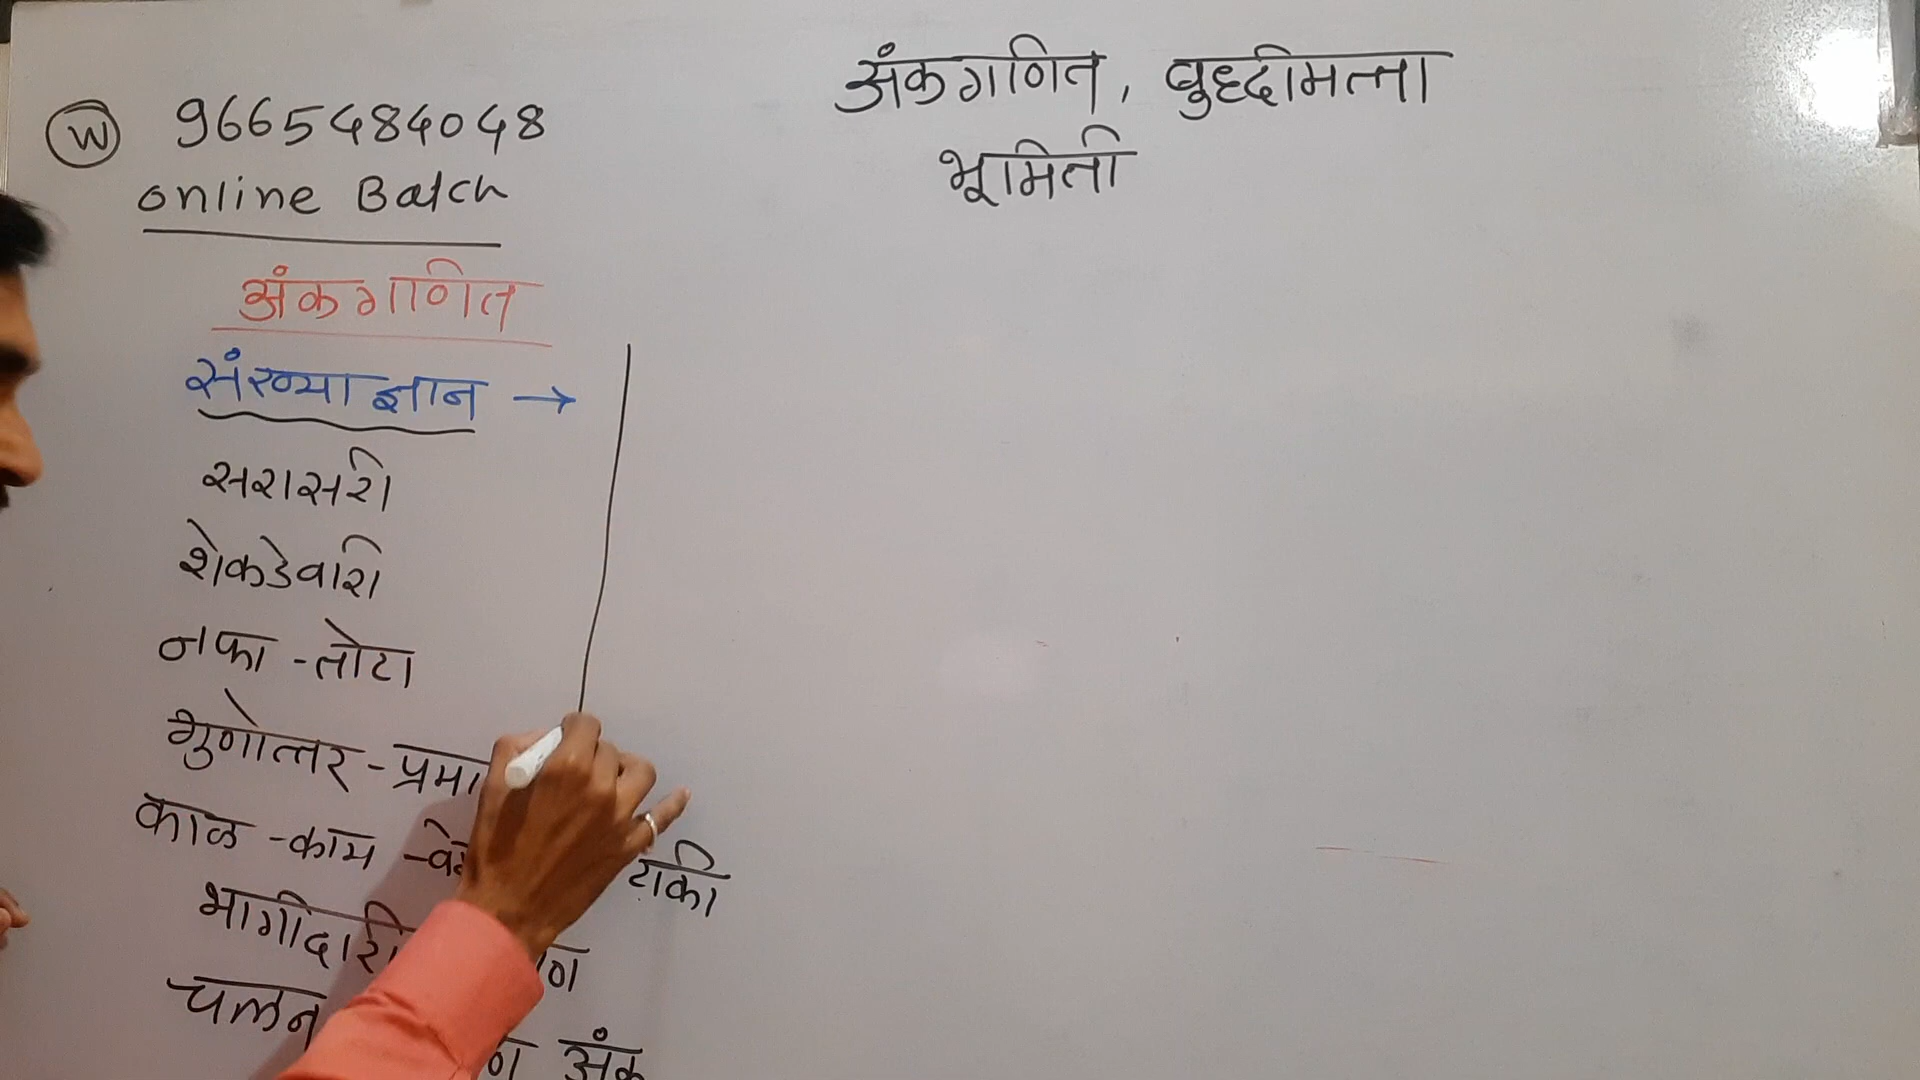 अंकगणित, बुध्दीमत्ता
भूमिती
W 9665484048
online Batch
अंकगणित
संख्याज्ञान →
सरासरी
शेकडेवारी
नफा - तोटा
गुणोत्तर - प्रमा
काळ - काम - टाकी
भागीदारी
चलन अंक